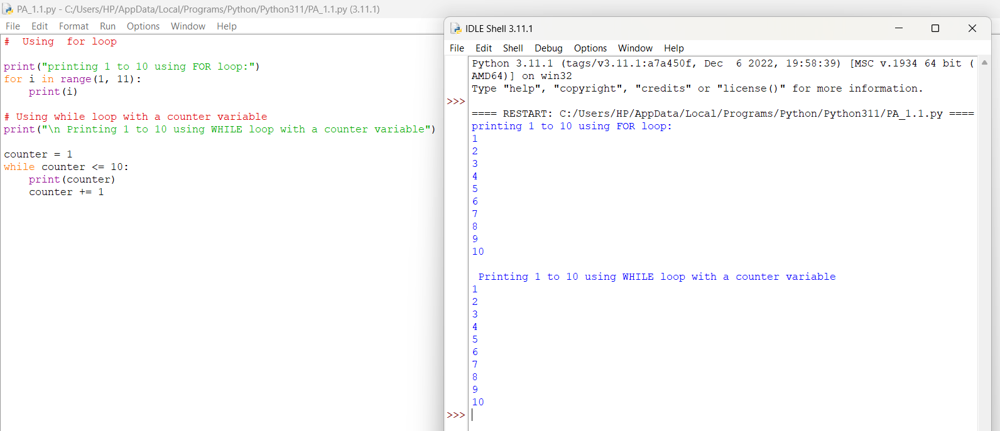 PA_1.1.py - C:/Users/HP/AppData/Local/Programs/Python/Python311/PA_1.1.py (3.11.1)
File Edit Format Run Options Window Help
#  Using  for loop
print("printing 1 to 10 using FOR loop:")
for i in range(1, 11):
    print(i)
# Using while loop with a counter variable
print("\n Printing 1 to 10 using WHILE loop with a counter variable")
counter = 1
while counter <= 10:
    print(counter)
    counter += 1
IDLE Shell 3.11.1
File Edit Shell Debug Options Window Help
Python 3.11.1 (tags/v3.11.1:a7a450f, Dec  6 2022, 19:58:39) [MSC v.1934 64 bit (
AMD64)] on win32
Type "help", "copyright", "credits" or "license()" for more information.
>>>
==== RESTART: C:/Users/HP/AppData/Local/Programs/Python/Python311/PA_1.1.py ====
printing 1 to 10 using FOR loop:
1
2
3
4
5
6
7
8
9
10
 Printing 1 to 10 using WHILE loop with a counter variable
1
2
3
4
5
6
7
8
9
10
>>>